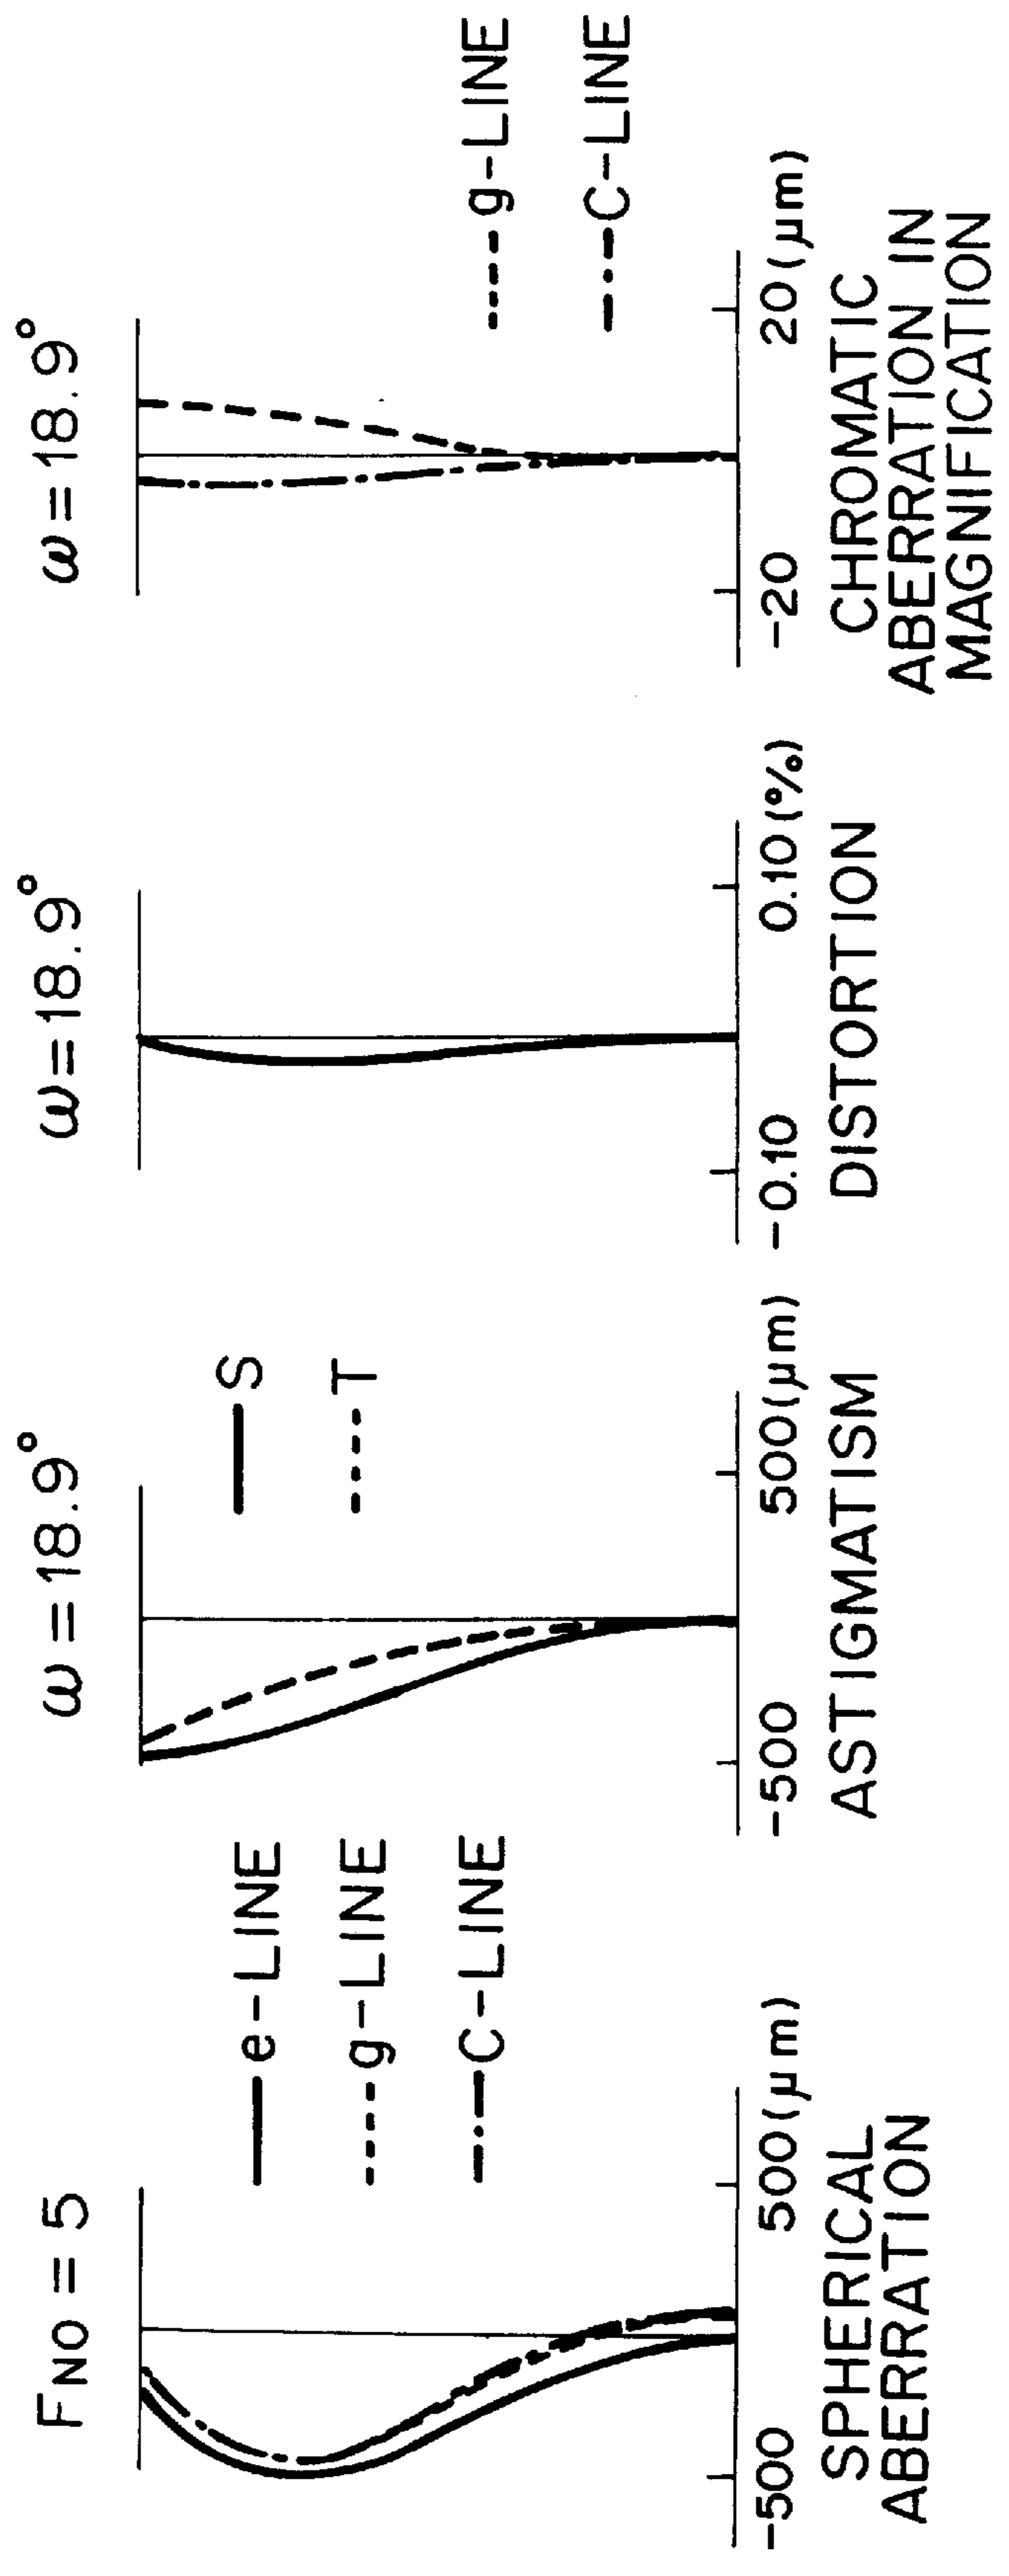 FNO = 5
e-LINE
g-LINE
C-LINE
-500
500 (μm)
SPHERICAL
ABERRATION
ω = 18.9°
S
T
-500
500 (μm)
ASTIGMATISM
ω = 18.9°
-0.10
0.10 (%)
DISTORTION
ω = 18.9°
g-LINE
C-LINE
-20
20 (μm)
CHROMATIC
ABERRATION IN
MAGNIFICATION